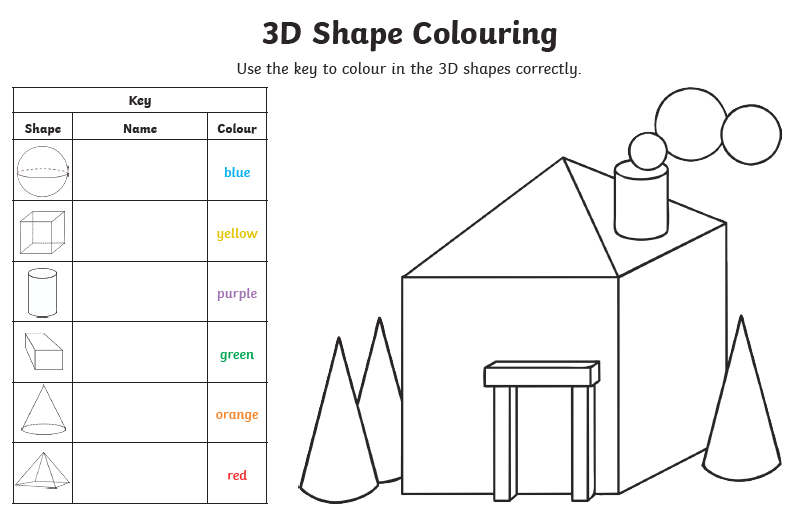 3D Shape Colouring
Use the key to colour in the 3D shapes correctly.
Key
Shape Name Colour
blue
yellow
purple
green
orange
red